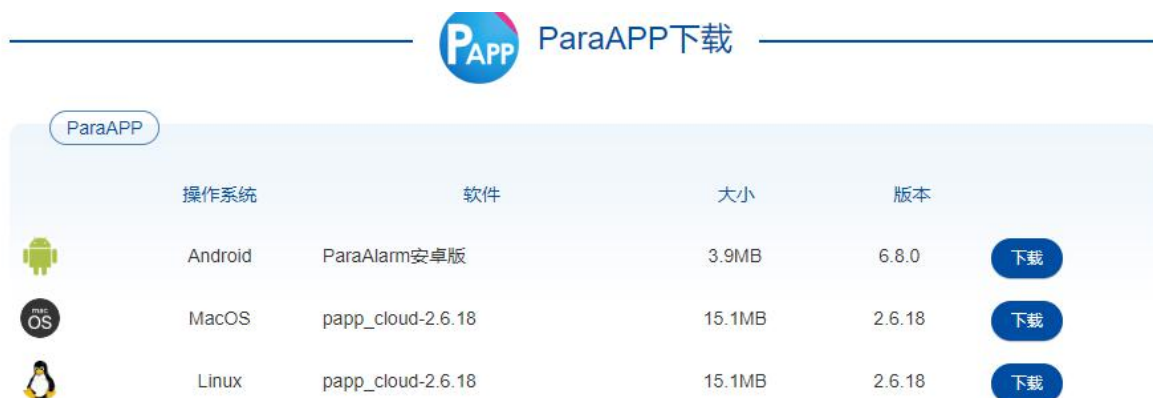 PAPP ParaAPP下载
ParaAPP
操作系统 软件 大小 版本
Android ParaAlarm安卓版 3.9MB 6.8.0 下载
mac OS MacOS papp_cloud-2.6.18 15.1MB 2.6.18 下载
Linux papp_cloud-2.6.18 15.1MB 2.6.18 下载